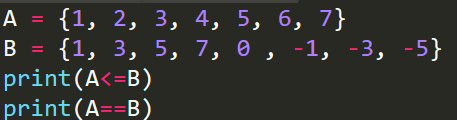 A = {1, 2, 3, 4, 5, 6, 7}
B = {1, 3, 5, 7, 0 , -1, -3, -5}
print(A<=B)
print(A==B)